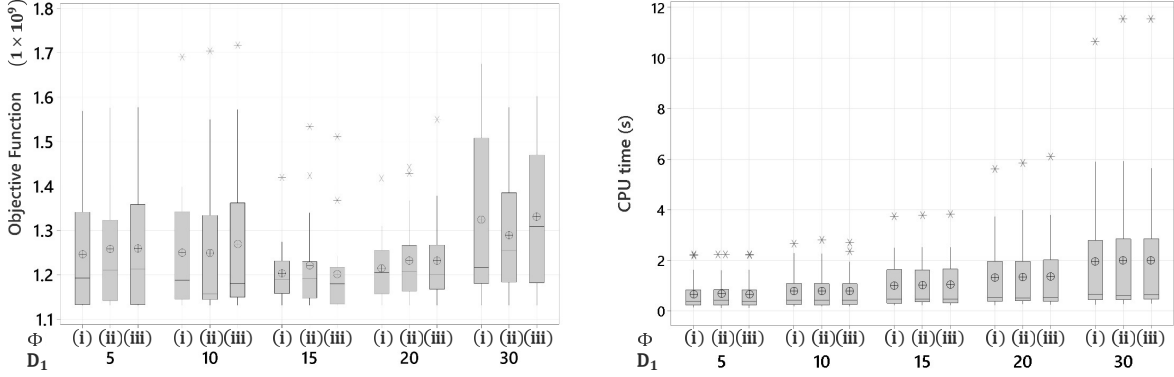 (1 × 10⁹)
Objective Function
1.8
1.7
1.6
1.5
1.4
1.3
1.2
1.1
Φ (i) (ii)(iii) (i) (ii)(iii) (i) (ii)(iii) (i) (ii)(iii) (i) (ii)(iii)
D₁ 5 10 15 20 30
CPU time (s)
12
10
8
6
4
2
0
Φ (i) (ii)(iii) (i) (ii)(iii) (i) (ii)(iii) (i) (ii)(iii) (i) (ii)(iii)
D₁ 5 10 15 20 30